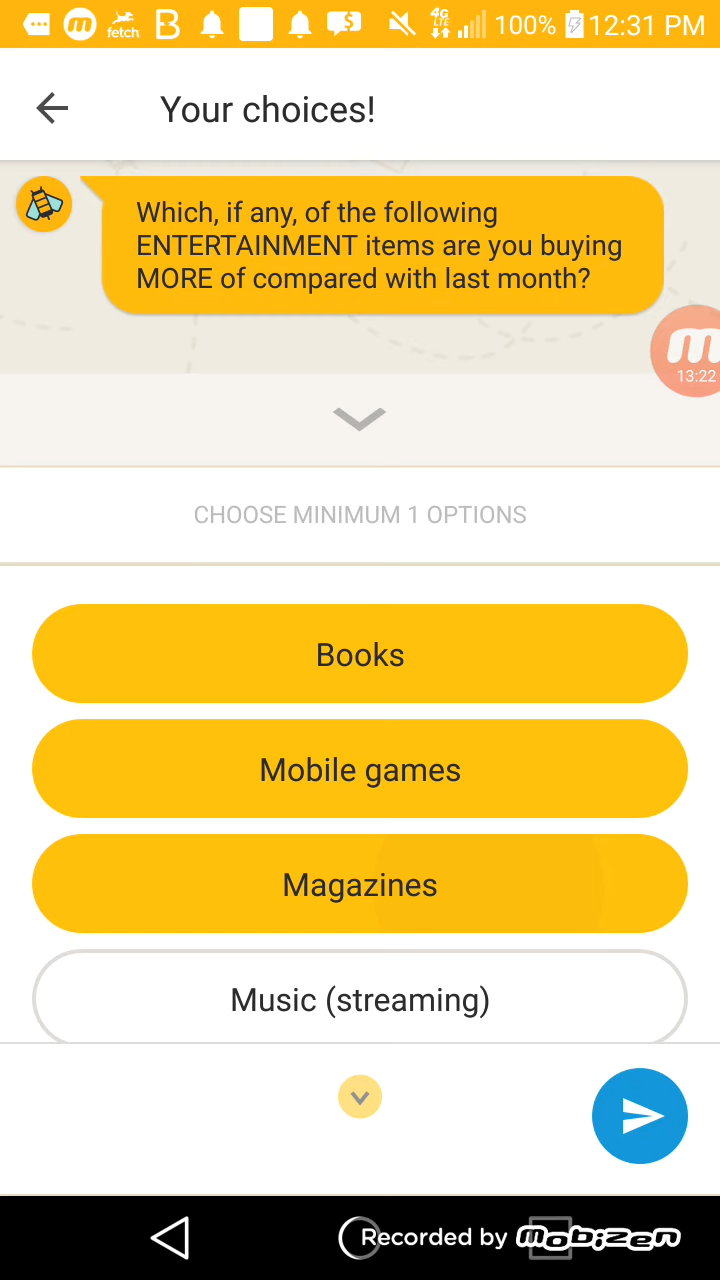 fetch
4G
LTE
100%
12:31 PM
Your choices!
Which, if any, of the following
ENTERTAINMENT items are you buying
MORE of compared with last month?
m
13:22
CHOOSE MINIMUM 1 OPTIONS
Books
Mobile games
Magazines
Music (streaming)
Recorded by mobizen